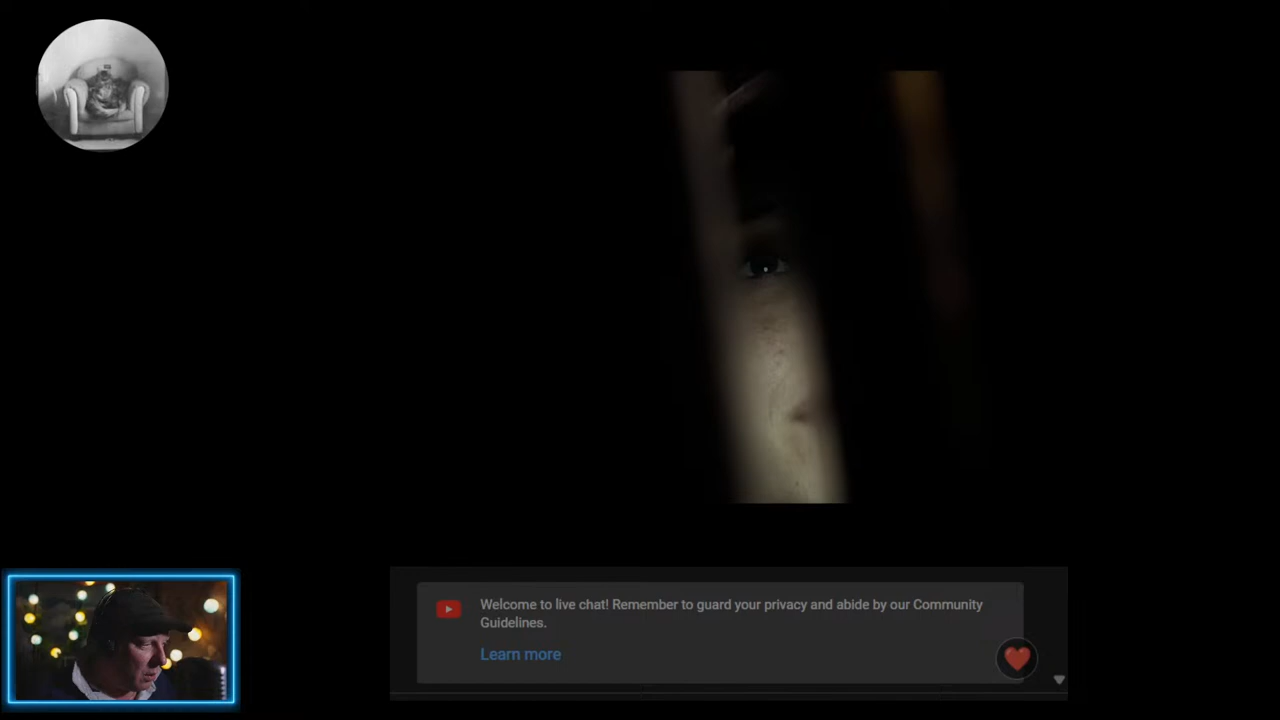 Welcome to live chat! Remember to guard your privacy and abide by our Community
Guidelines.
Learn more